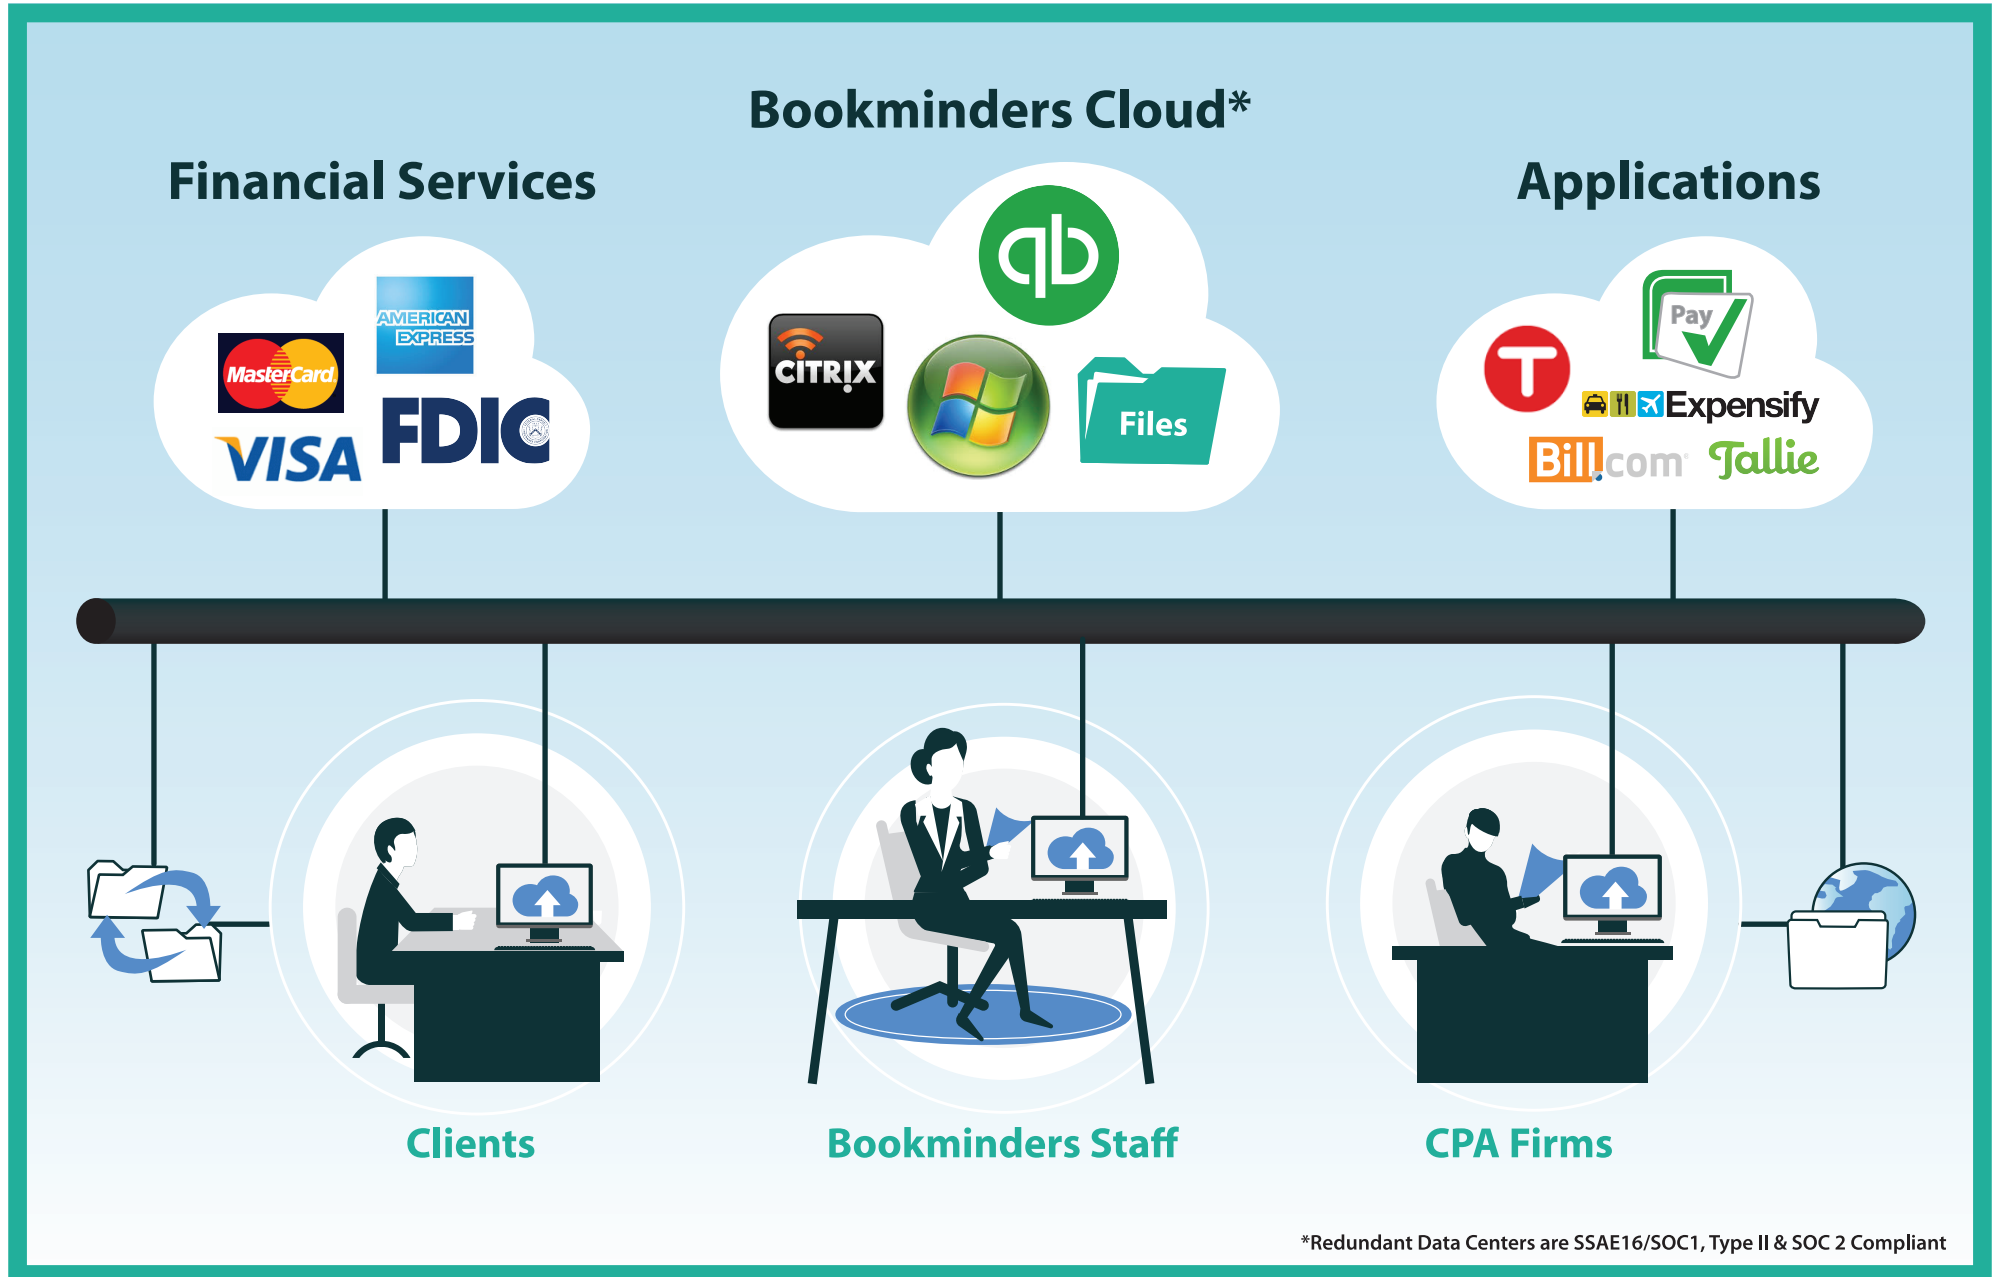 Bookminders Cloud*
Financial Services
Applications
AMERICAN
EXPRESS
MasterCard
VISA
FDIC
qb
CITRIX
Files
Pay
T
Expensify
Bill.com
Tallie
Clients
Bookminders Staff
CPA Firms
*Redundant Data Centers are SSAE16/SOC1, Type II & SOC 2 Compliant